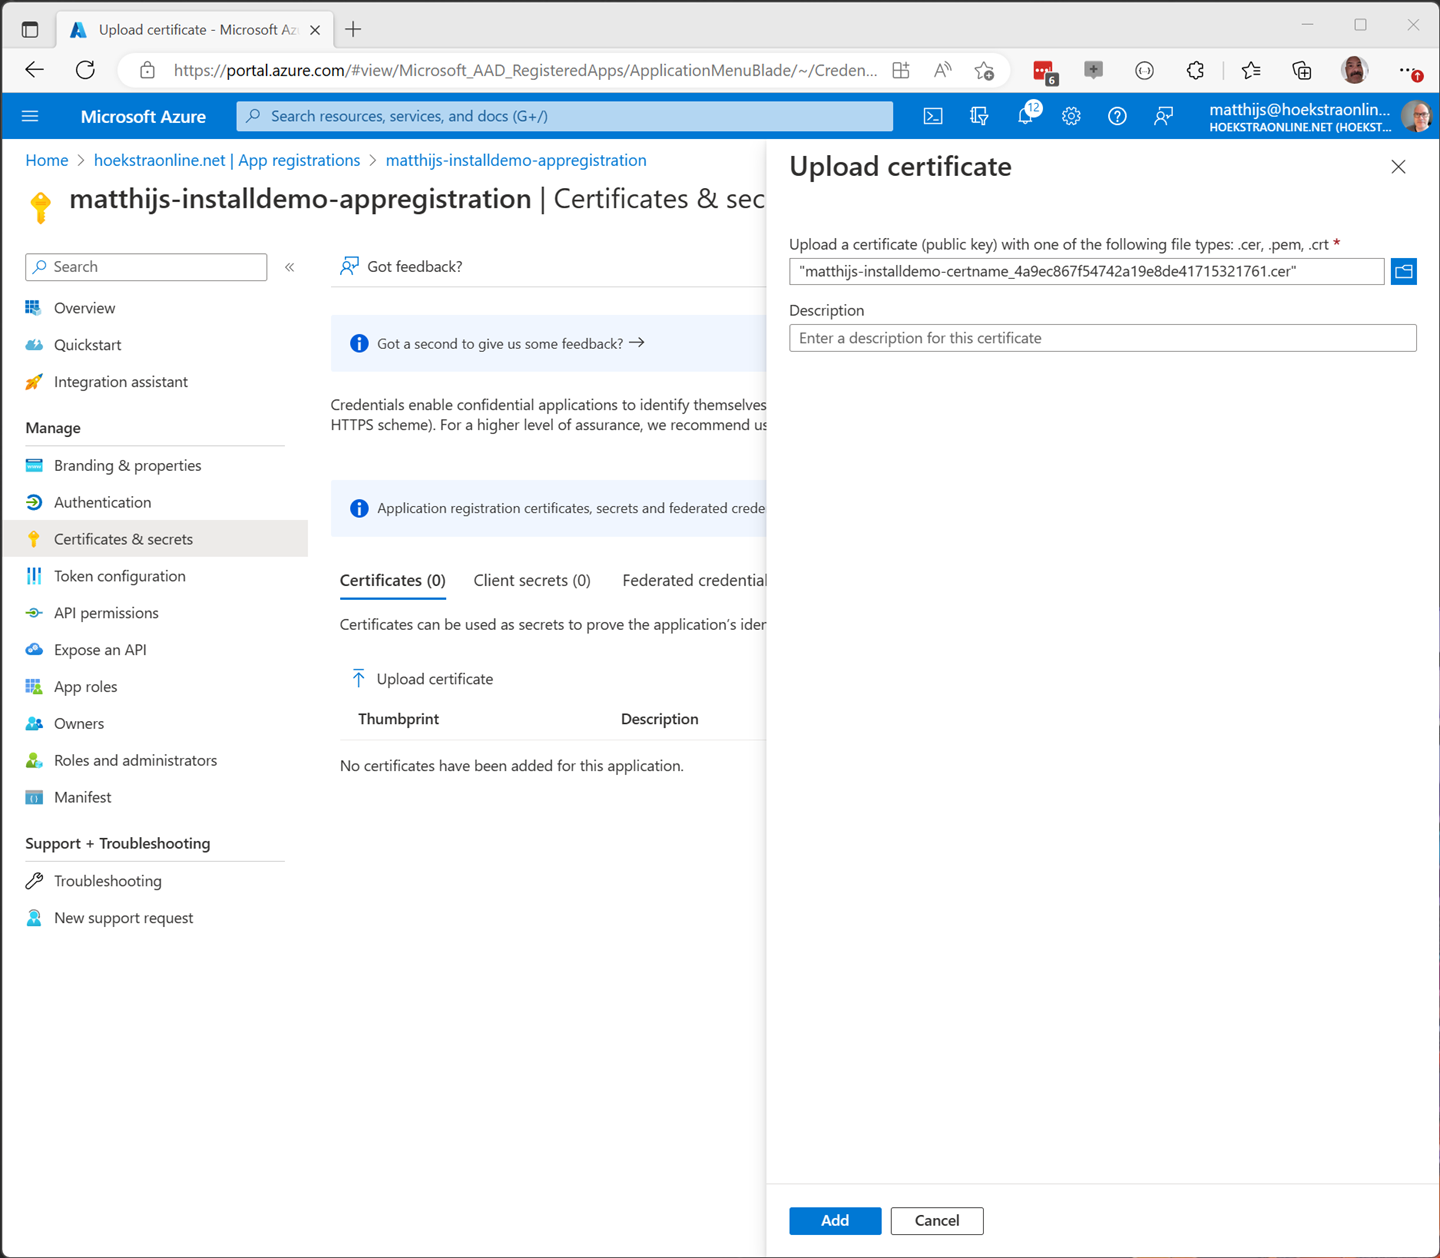 Upload certificate - Microsoft Az
https://portal.azure.com/#view/Microsoft_AAD_RegisteredApps/ApplicationMenuBlade/~/Creden...
6
Microsoft Azure
Search resources, services, and docs (G+/)
12
matthijs@hoekstraonlin...
HOEKSTRAONLINE.NET (HOEKST...
Home > hoekstraonline.net | App registrations > matthijs-installdemo-appregistration
matthijs-installdemo-appregistration | Certificates & sec
Search
«
Overview
Quickstart
Integration assistant
Manage
Branding & properties
Authentication
Certificates & secrets
Token configuration
API permissions
Expose an API
App roles
Owners
Roles and administrators
Manifest
Support + Troubleshooting
Troubleshooting
New support request
Got feedback?
Got a second to give us some feedback? →
Credentials enable confidential applications to identify themselves
HTTPS scheme). For a higher level of assurance, we recommend us
Application registration certificates, secrets and federated crede
Certificates (0) Client secrets (0) Federated credential
Certificates can be used as secrets to prove the application's iden
Upload certificate
Thumbprint Description
No certificates have been added for this application.
Upload certificate
Upload a certificate (public key) with one of the following file types: .cer, .pem, .crt *
"matthijs-installdemo-certname_4a9ec867f54742a19e8de41715321761.cer"
Description
Enter a description for this certificate
Add Cancel